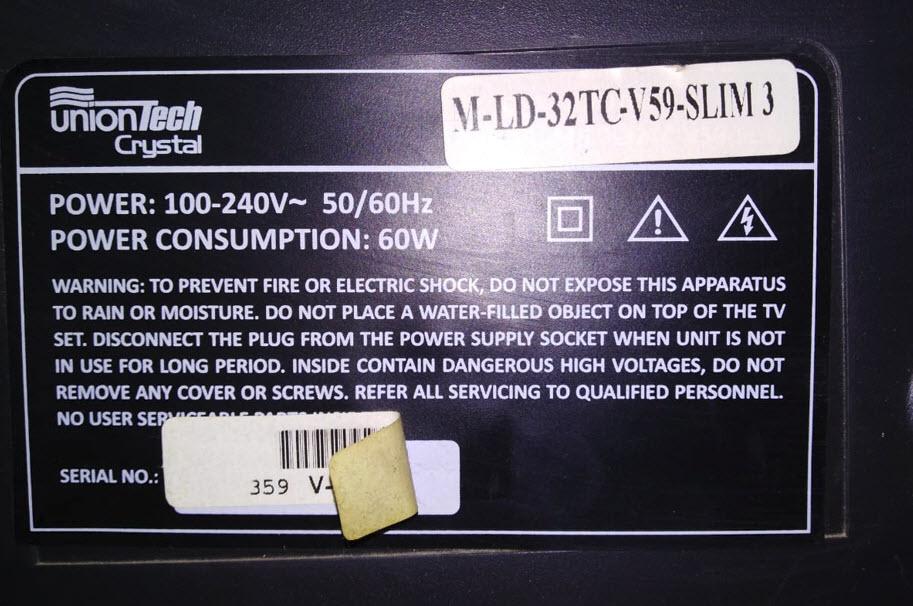 unionTech
Crystal
M-LD-32TC-V59-SLIM 3
POWER: 100-240V~ 50/60Hz
POWER CONSUMPTION: 60W
WARNING: TO PREVENT FIRE OR ELECTRIC SHOCK, DO NOT EXPOSE THIS APPARATUS
TO RAIN OR MOISTURE. DO NOT PLACE A WATER-FILLED OBJECT ON TOP OF THE TV
SET. DISCONNECT THE PLUG FROM THE POWER SUPPLY SOCKET WHEN UNIT IS NOT
IN USE FOR LONG PERIOD. INSIDE CONTAIN DANGEROUS HIGH VOLTAGES, DO NOT
REMOVE ANY COVER OR SCREWS. REFER ALL SERVICING TO QUALIFIED PERSONNEL.
NO USER SERVICEABLE PARTS
SERIAL NO.:
359 V-